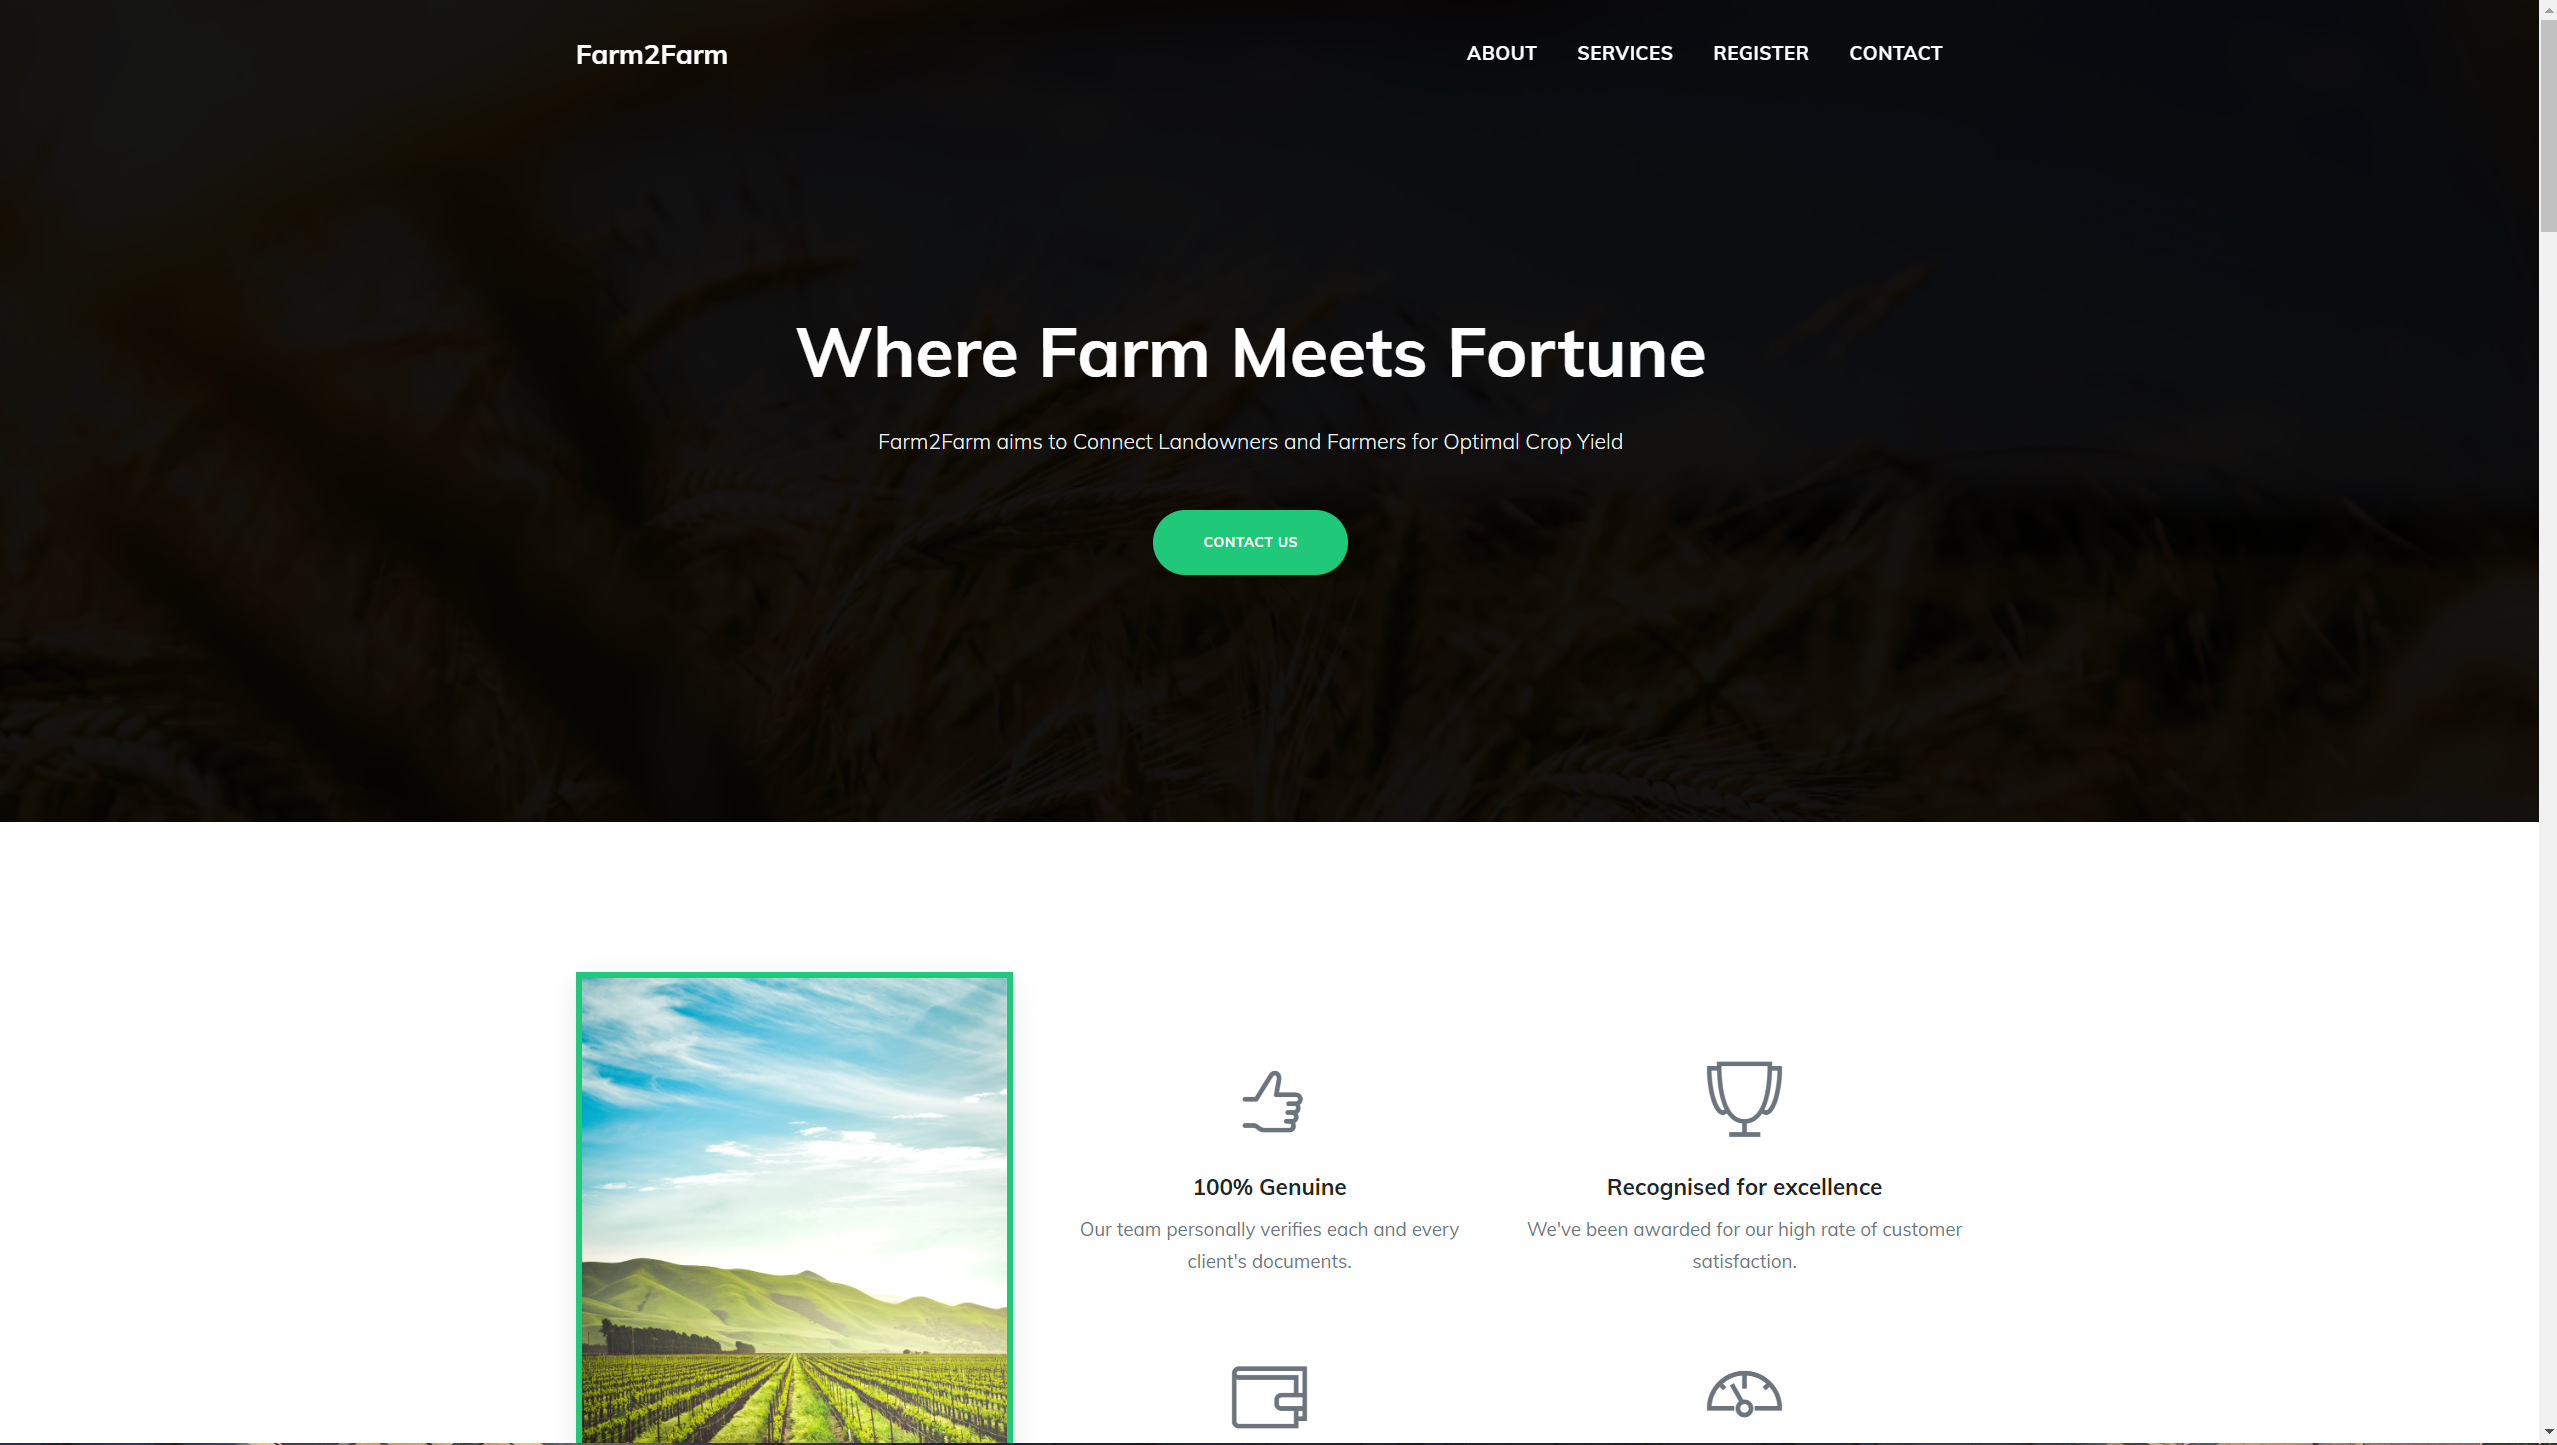 Farm2Farm
ABOUT SERVICES REGISTER CONTACT
Where Farm Meets Fortune
Farm2Farm aims to Connect Landowners and Farmers for Optimal Crop Yield
CONTACT US
100% Genuine
Our team personally verifies each and every
client's documents.
Recognised for excellence
We've been awarded for our high rate of customer
satisfaction.